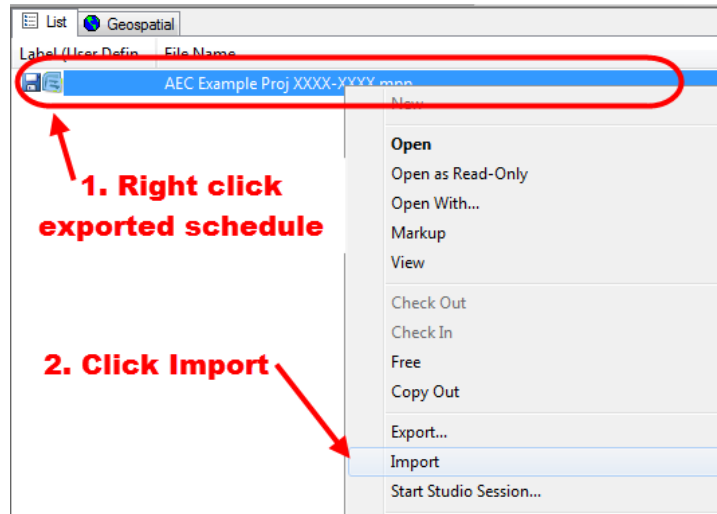 List Geospatial
Label (User Defin... File Name
AEC Example Proj XXXX-XXXX.mpp
New
Open
Open as Read-Only
1. Right click
exported schedule
Open With...
Markup
View
Check Out
Check In
2. Click Import
Free
Copy Out
Export...
Import
Start Studio Session...